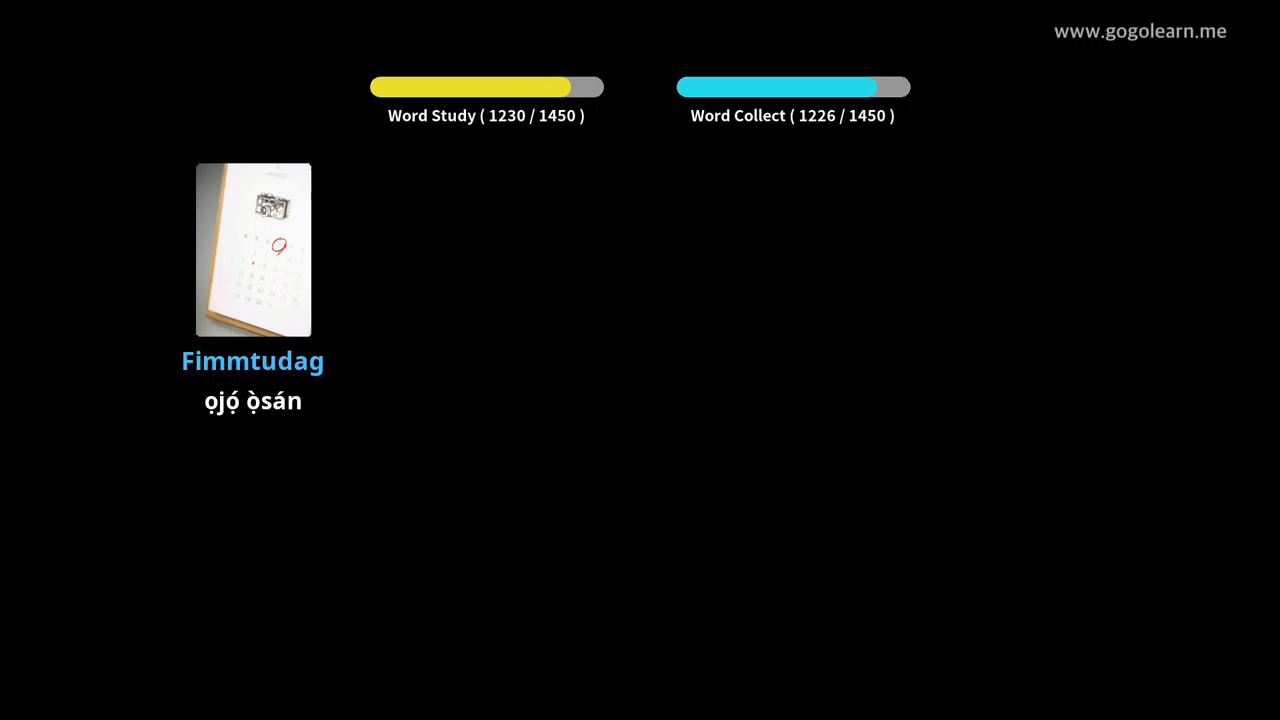 www.gogolearn.me
Word Study ( 1230 / 1450 )
Word Collect ( 1226 / 1450 )
Fimmtudag
ọjọ́ ọ̀sán